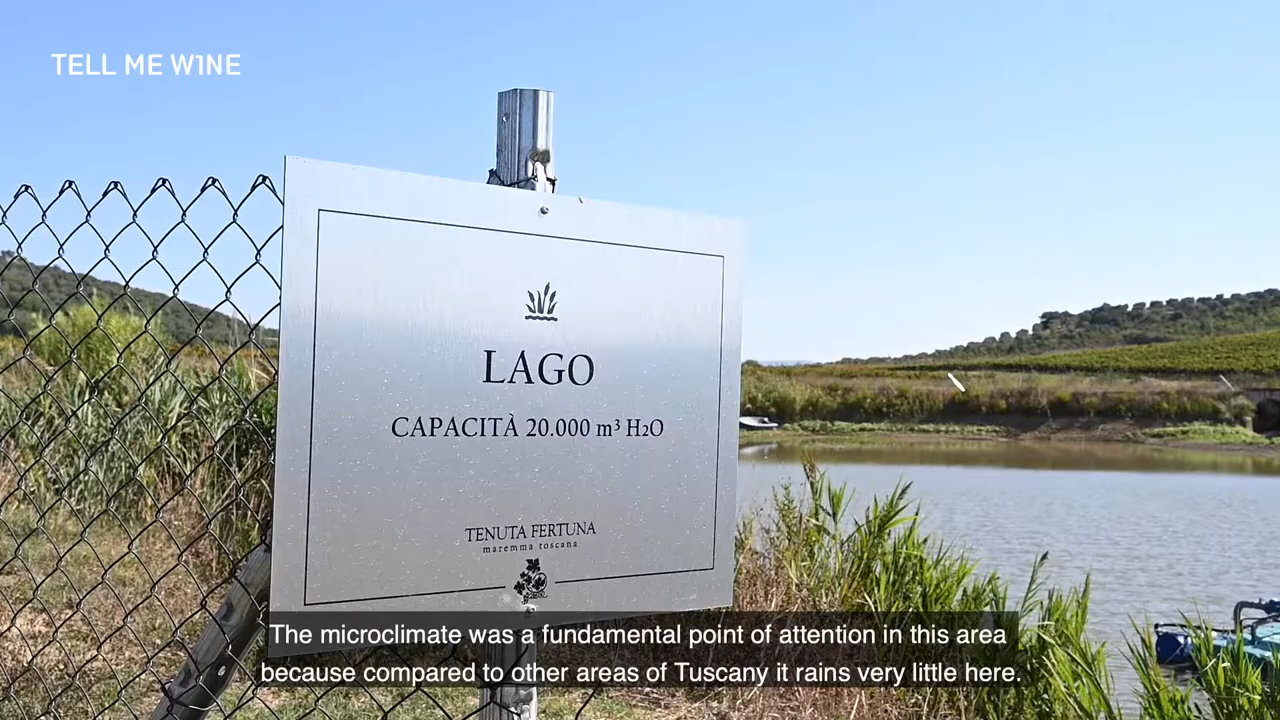 TELL ME W1NE
LAGO
CAPACITÀ 20.000 m³ H2O
TENUTA FERTUNA
maremma toscana
The microclimate was a fundamental point of attention in this area
because compared to other areas of Tuscany it rains very little here.